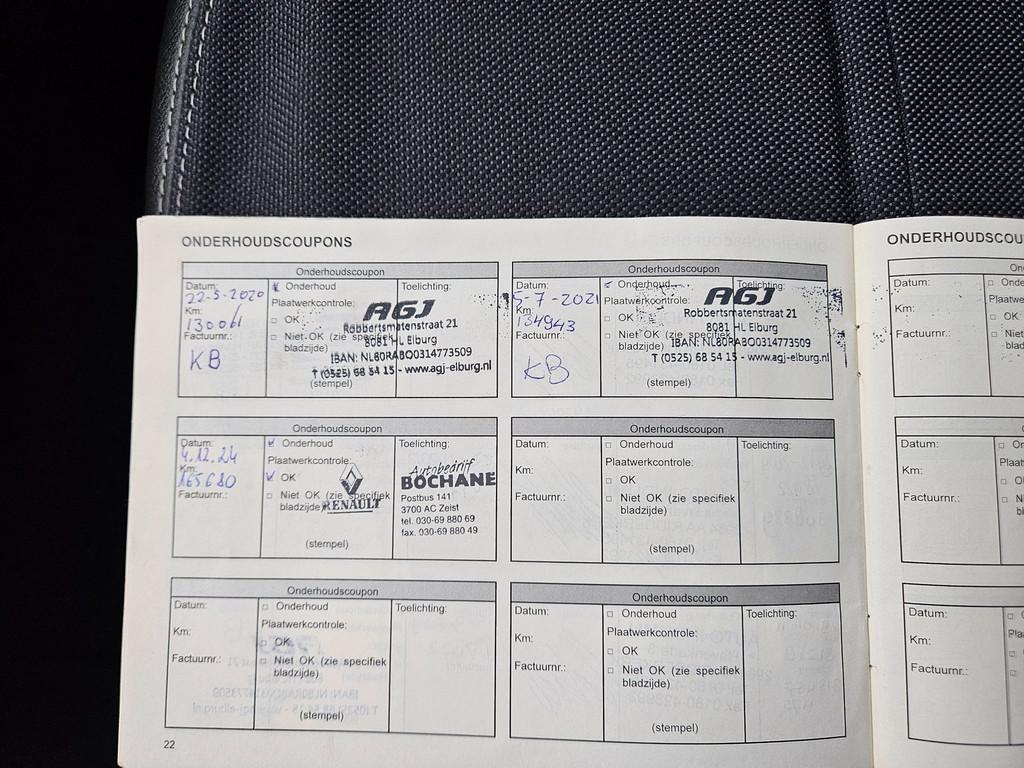 ONDERHOUDSCOUPONS
Onderhoudscoupon
Datum:
22-5-2020
Km:
130061
Factuurnr.:
KB
Onderhoud
Plaatwerkcontrole:
OK
Niet OK (zie specifiek
bladzijde)
(stempel)
Toelichting:
AGJ
Robbertsmatenstraat 21
8081 HL Elburg
IBAN: NL80RABO0314773509
T (0525) 68 54 15 - www.agj-elburg.nl
Onderhoudscoupon
Datum:
5-7-2021
Km:
134943
Factuurnr.:
KB
Onderhoud
Plaatwerkcontrole:
OK
Niet OK (zie specifiek
bladzijde)
(stempel)
Toelichting:
AGJ
Robbertsmatenstraat 21
8081 HL Elburg
IBAN: NL80RABO0314773509
T (0525) 68 54 15 - www.agj-elburg.nl
Onderhoudscoupon
Datum:
4.12.24
Km:
Factuurnr.:
Onderhoud
Plaatwerkcontrole:
OK
Niet OK (zie specifiek
bladzijde)
RENAULT
(stempel)
Toelichting:
Autobedrijf
BOCHANE
Postbus 141
3700 AC Zeist
tel. 030-69 880 69
fax. 030-69 880 49
Onderhoudscoupon
Datum:
Km:
Factuurnr.:
Onderhoud
Plaatwerkcontrole:
OK
Niet OK (zie specifiek
bladzijde)
(stempel)
Toelichting:
Onderhoudscoupon
Datum:
Km:
Factuurnr.:
Onderhoud
Plaatwerkcontrole:
OK
Niet OK (zie specifiek
bladzijde)
(stempel)
Toelichting:
Onderhoudscoupon
Datum:
Km:
Factuurnr.:
Onderhoud
Plaatwerkcontrole:
OK
Niet OK (zie specifiek
bladzijde)
(stempel)
Toelichting:
22
ONDERHOUDSCOU
Datum:
Km:
Factuurnr.:
OK
Datum:
Km:
Factuurnr.:
OK
Datum:
Km:
Factuurnr.: